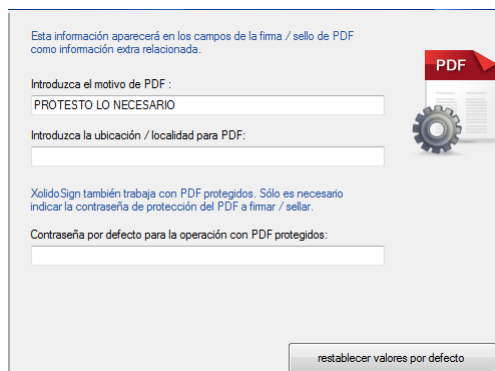 Esta información aparecerá en los campos de la firma / sello de PDF
como información extra relacionada.
PDF
Introduzca el motivo de PDF :
PROTESTO LO NECESARIO
Introduzca la ubicación / localidad para PDF:
XolidoSign también trabaja con PDF protegidos. Sólo es necesario
indicar la contraseña de protección del PDF a firmar / sellar.
Contraseña por defecto para la operación con PDF protegidos:
restablecer valores por defecto